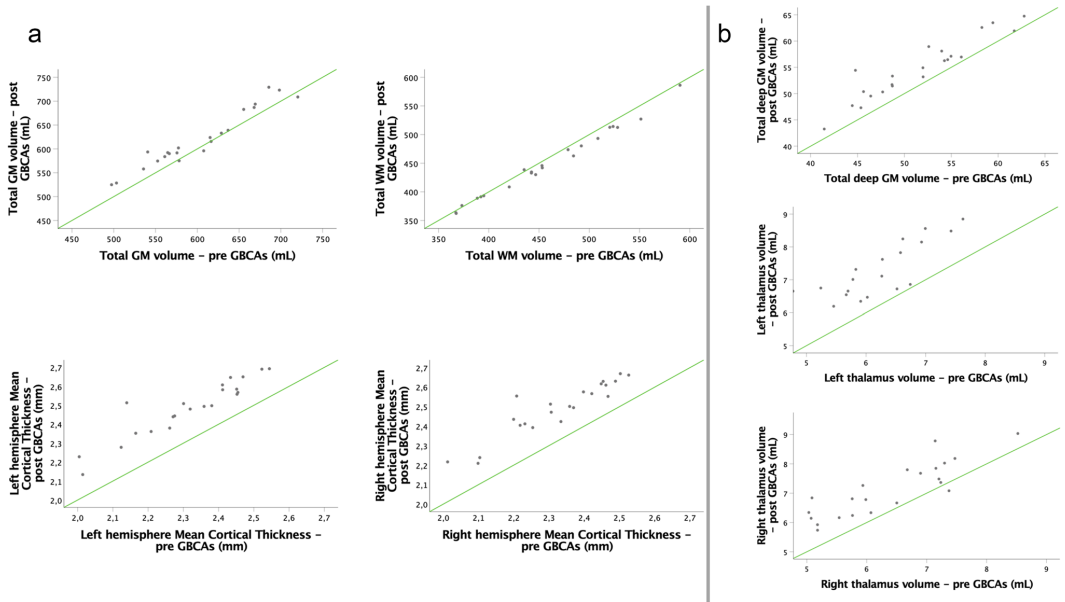 a
Total GM volume – post
GBCAs (mL)
750
700
650
600
550
500
450
450 500 550 600 650 700 750
Total GM volume – pre GBCAs (mL)
Total WM volume – post
GBCAs (mL)
600
550
500
450
400
350
350 400 450 500 550 600
Total WM volume – pre GBCAs (mL)
Left hemisphere Mean
Cortical Thickness –
post GBCAs (mm)
2,7
2,6
2,5
2,4
2,3
2,2
2,1
2,0
2,0 2,1 2,2 2,3 2,4 2,5 2,6 2,7
Left hemisphere Mean Cortical Thickness –
pre GBCAs (mm)
Right hemisphere Mean
Cortical Thickness –
post GBCAs (mm)
2,7
2,6
2,5
2,4
2,3
2,2
2,1
2,0
2,0 2,1 2,2 2,3 2,4 2,5 2,6 2,7
Right hemisphere Mean Cortical Thickness –
pre GBCAs (mm)
b
Total deep GM volume –
post GBCAs (mL)
65
60
55
50
45
40
40 45 50 55 60 65
Total deep GM volume – pre GBCAs (mL)
Left thalamus volume
– post GBCAs (mL)
9
8
7
6
5
5 6 7 8 9
Left thalamus volume – pre GBCAs (mL)
Right thalamus volume
– post GBCAs (mL)
9
8
7
6
5
5 6 7 8 9
Right thalamus volume – pre GBCAs (mL)